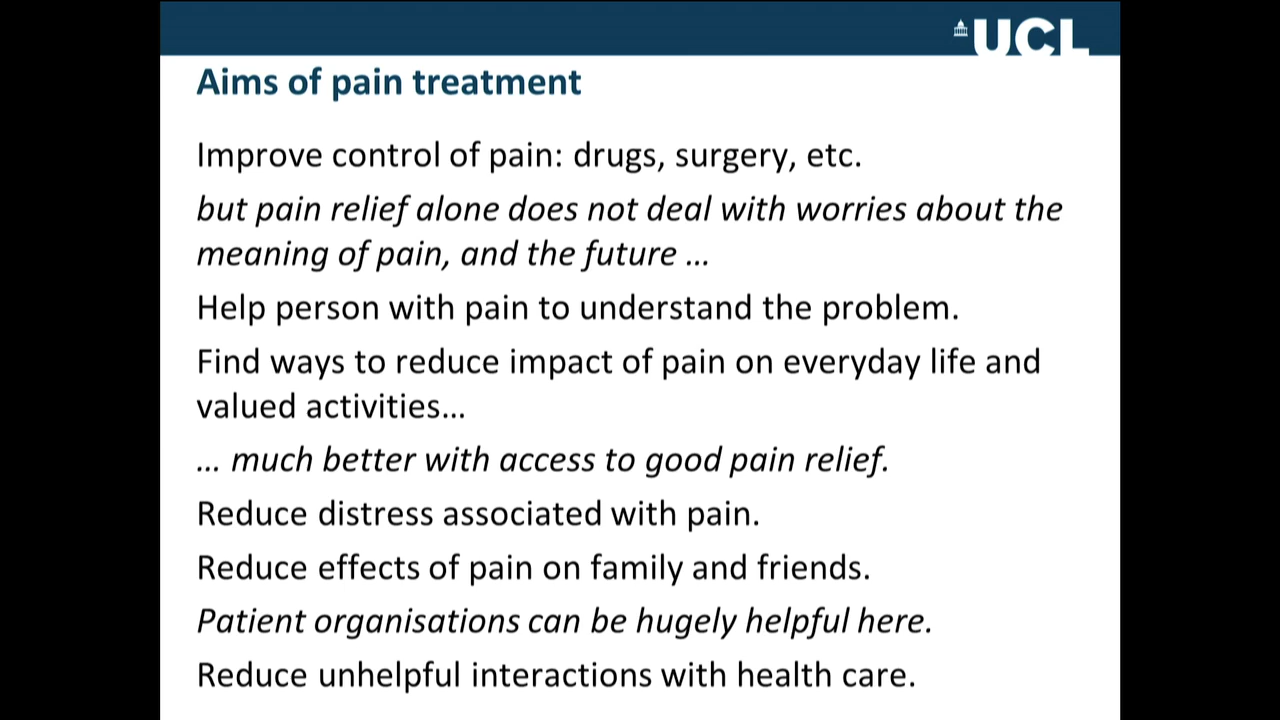 UCL
Aims of pain treatment
Improve control of pain: drugs, surgery, etc.
but pain relief alone does not deal with worries about the
meaning of pain, and the future …
Help person with pain to understand the problem.
Find ways to reduce impact of pain on everyday life and
valued activities…
… much better with access to good pain relief.
Reduce distress associated with pain.
Reduce effects of pain on family and friends.
Patient organisations can be hugely helpful here.
Reduce unhelpful interactions with health care.